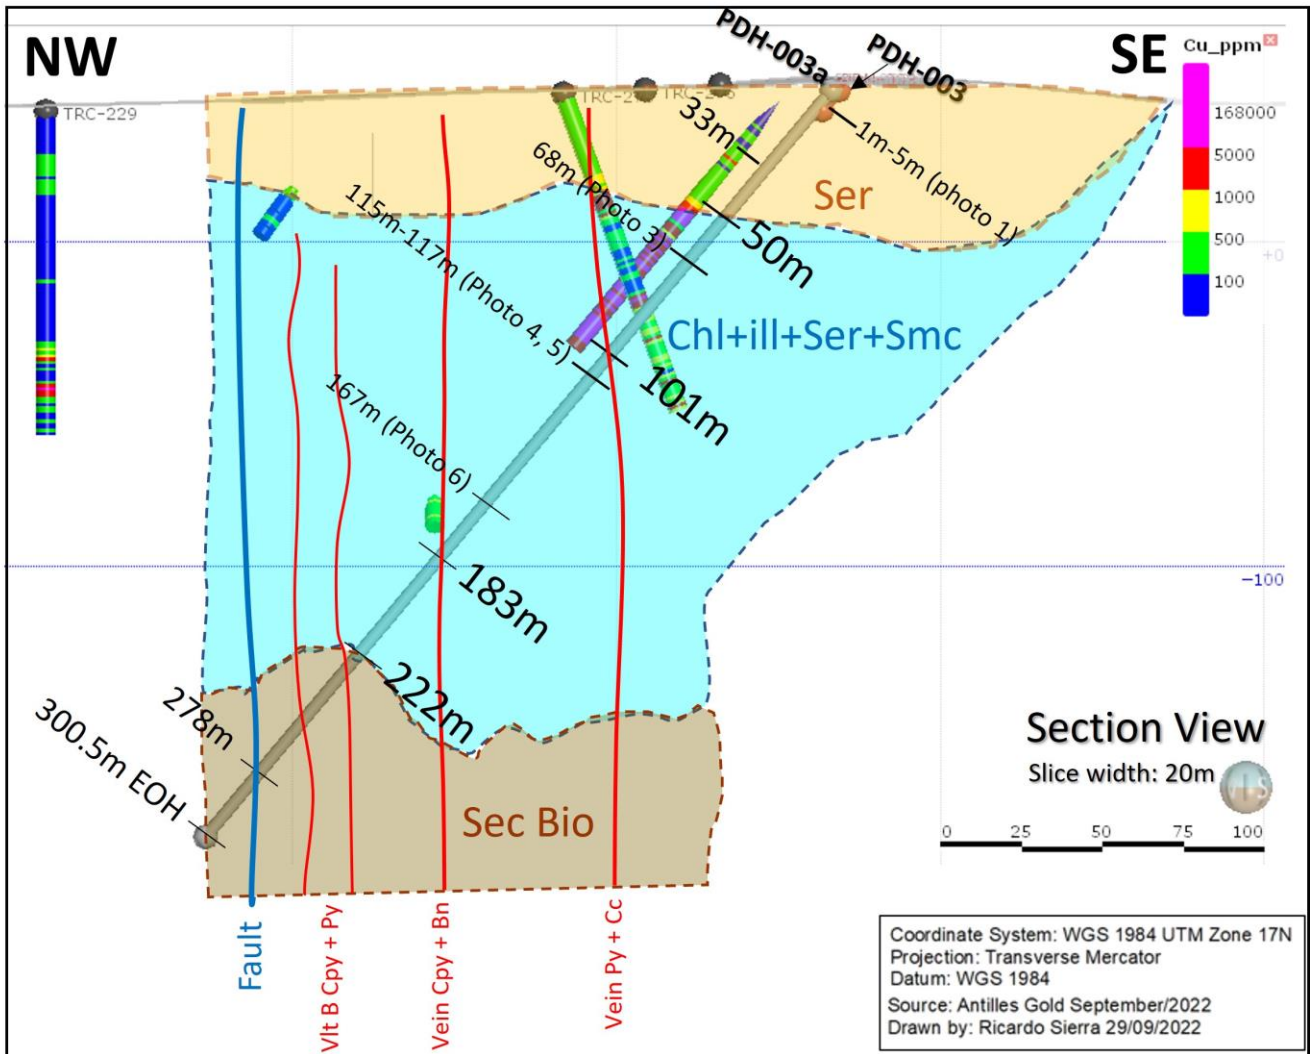 NW
SE
PDH-003a
PDH-003
Cu_ppm
168000
5000
1000
500
100
TRC-229
33m
1m-5m (photo 1)
Ser
68m (Photo 3)
50m
+0
115m-117m (Photo 4, 5)
Chl+ill+Ser+Smc
101m
167m (Photo 6)
183m
-100
222m
278m
300.5m EOH
Sec Bio
Section View
Slice width: 20m
0 25 50 75 100
Fault
Vlt B Cpy + Py
Vein Cpy + Bn
Vein Py + Cc
Coordinate System: WGS 1984 UTM Zone 17N
Projection: Transverse Mercator
Datum: WGS 1984
Source: Antilles Gold September/2022
Drawn by: Ricardo Sierra 29/09/2022